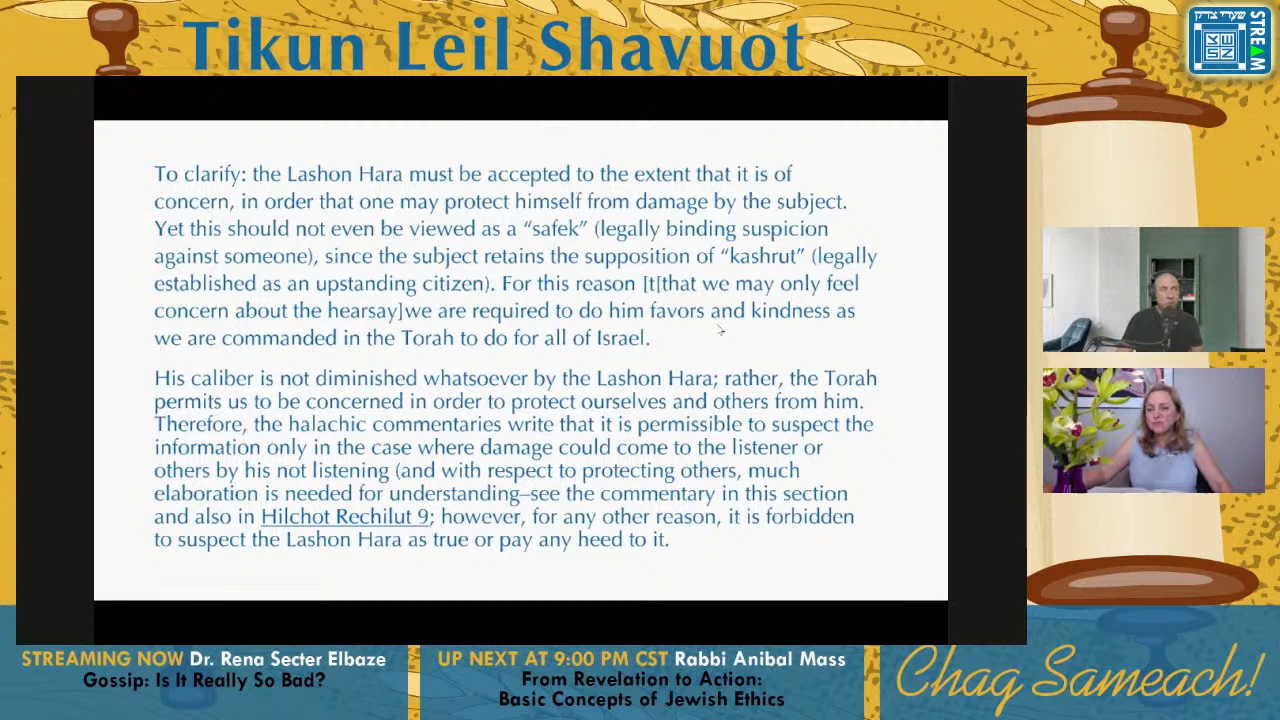 Tikun Leil Shavuot
שערי צדק
STREAM
To clarify: the Lashon Hara must be accepted to the extent that it is of
concern, in order that one may protect himself from damage by the subject.
Yet this should not even be viewed as a “safek” (legally binding suspicion
against someone), since the subject retains the supposition of “kashrut” (legally
established as an upstanding citizen). For this reason [t[that we may only feel
concern about the hearsay]we are required to do him favors and kindness as
we are commanded in the Torah to do for all of Israel.
His caliber is not diminished whatsoever by the Lashon Hara; rather, the Torah
permits us to be concerned in order to protect ourselves and others from him.
Therefore, the halachic commentaries write that it is permissible to suspect the
information only in the case where damage could come to the listener or
others by his not listening (and with respect to protecting others, much
elaboration is needed for understanding–see the commentary in this section
and also in Hilchot Rechilut 9; however, for any other reason, it is forbidden
to suspect the Lashon Hara as true or pay any heed to it.
STREAMING NOW Dr. Rena Secter Elbaze
Gossip: Is It Really So Bad?
UP NEXT AT 9:00 PM CST Rabbi Anibal Mass
From Revelation to Action:
Basic Concepts of Jewish Ethics
Chag Sameach!